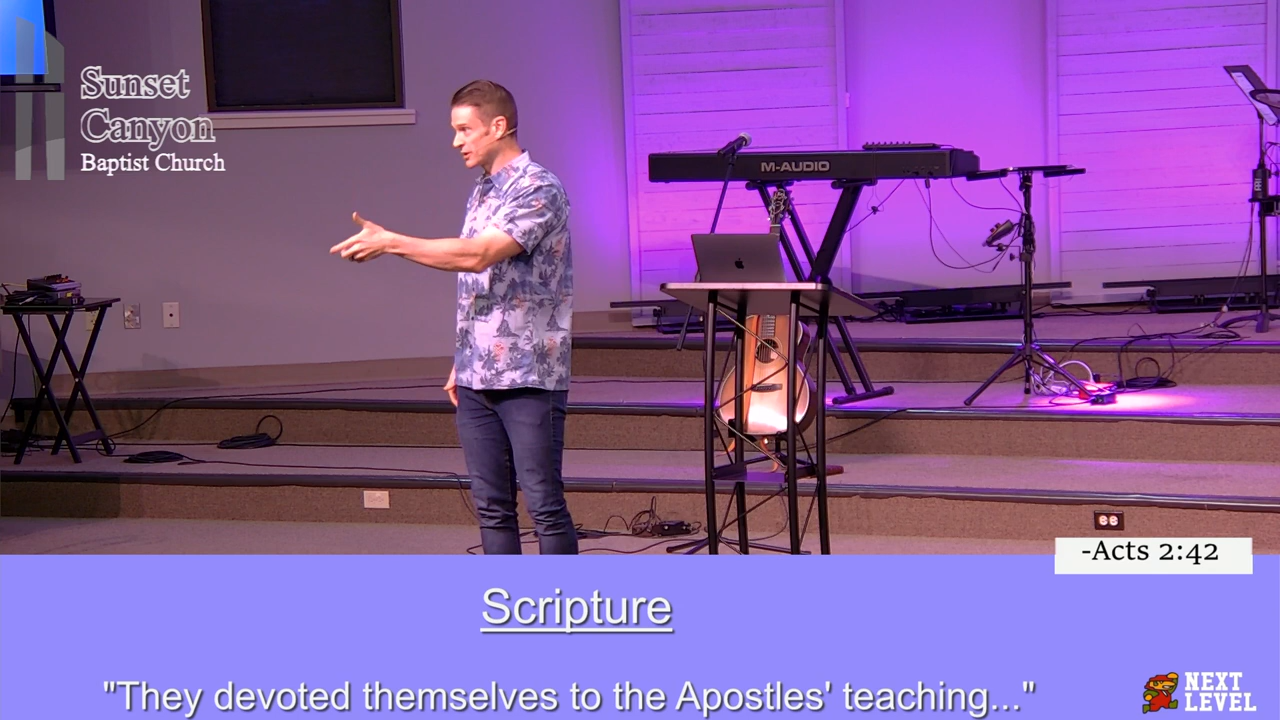 Sunset
Canyon
Baptist Church
M-AUDIO
-Acts 2:42
Scripture
"They devoted themselves to the Apostles' teaching..."
NEXT
LEVEL